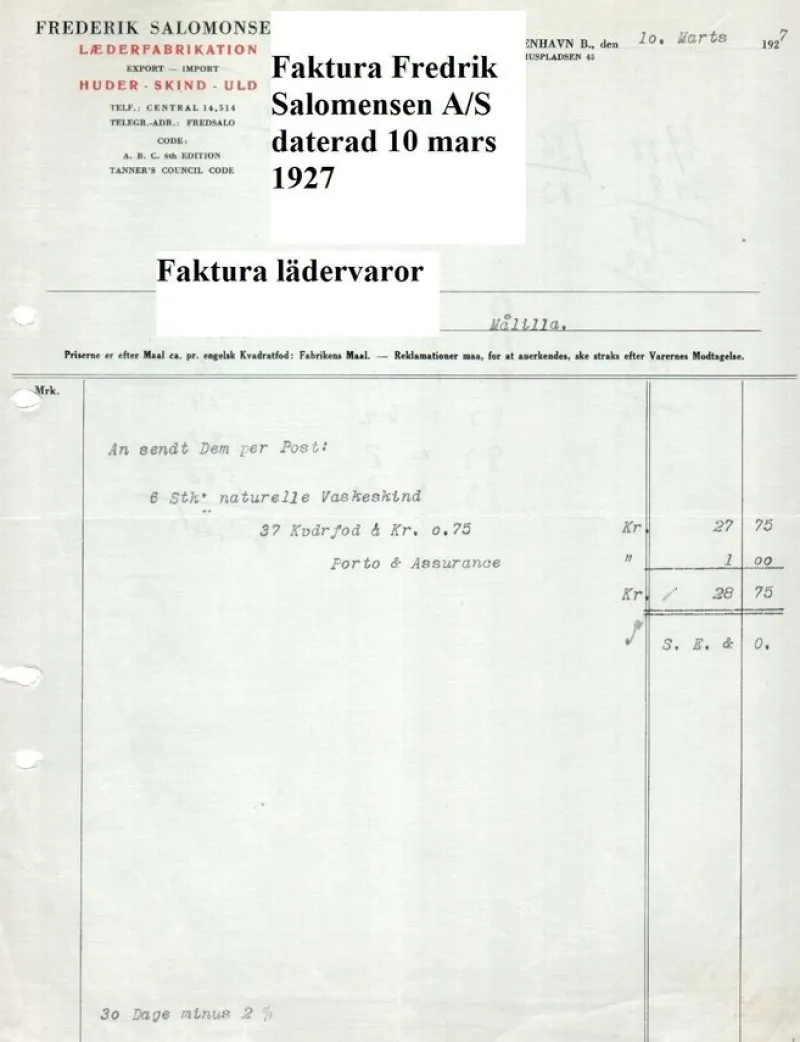 FREDERIK SALOMONSE
LÆDERFABRIKATION
EXPORT — IMPORT
HUDER - SKIND - ULD
TELF.: CENTRAL 14,514
TELEGR.-ADR.: FREDSALO
CODE:
A. B. C. 6th EDITION
TANNER'S COUNCIL CODE
Faktura Fredrik
Salomensen A/S
daterad 10 mars
1927
ENHAVN B., den 10. Marts 1927
HUSPLADSEN 45
Faktura lädervaror
Målilla.
Priserne er efter Maal ca. pr. engelsk Kvadratfod: Fabrikens Maal. — Reklamationer maa, for at anerkendes, ske straks efter Varernes Modtagelse.
Mrk.
An sendt Dem per Post:
6 Stk. naturelle Vaskeskind
37 Kvdrfod å Kr. o.75 Kr. 27 75
Porto & Assurance " 1 oo
Kr. 28 75
S. E. & O.
3o Dage minus 2 %